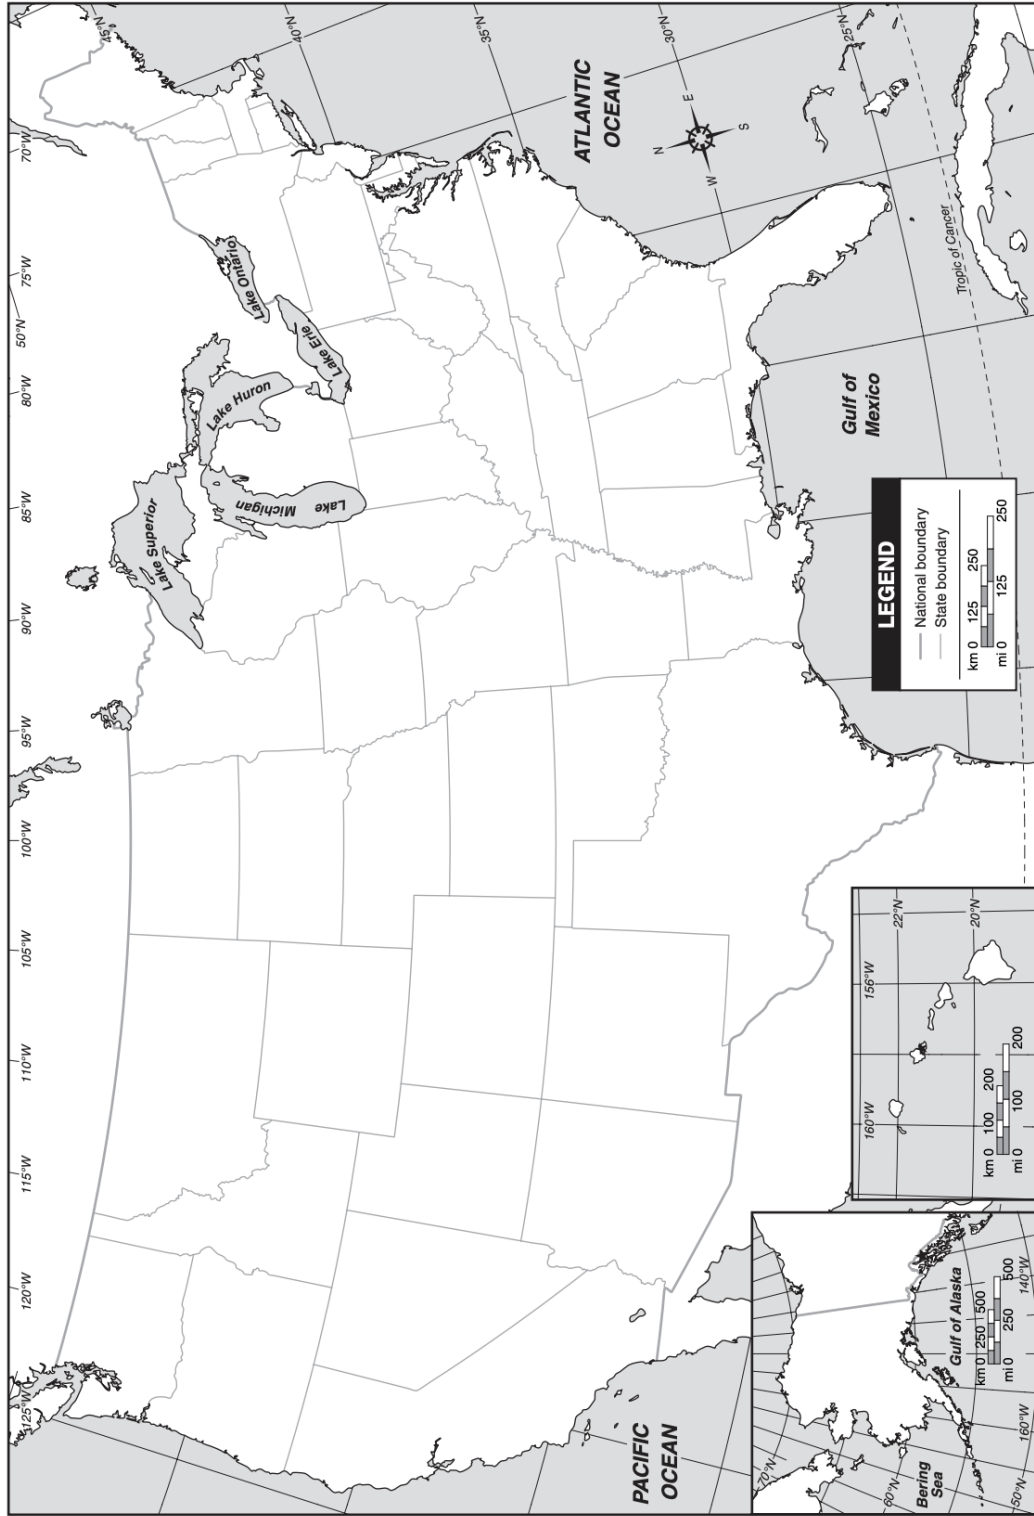 125°W
120°W
115°W
110°W
105°W
100°W
95°W
90°W
85°W
80°W
50°N
75°W
70°W
45°N
40°N
35°N
30°N
25°N
Lake Superior
Lake
Michigan
Lake Huron
Lake Erie
Lake Ontario
ATLANTIC
OCEAN
N
E
S
W
Tropic of Cancer
Gulf of
Mexico
PACIFIC
OCEAN
LEGEND
National boundary
State boundary
km 0 125 250
mi 0 125 250
70°N
60°N
50°N
Bering
Sea
Gulf of Alaska
km 0 250 500
mi 0 250 500
160°W
140°W
160°W
156°W
22°N
20°N
km 0 100 200
mi 0 100 200